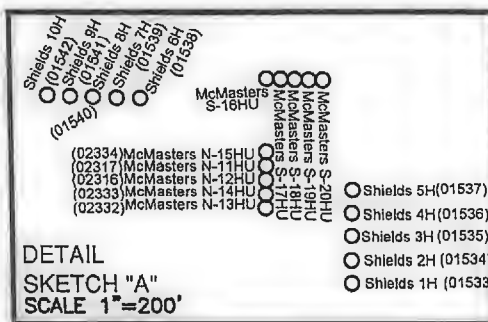 Shields 10H
(01542)
Shields 9H
(01541)
Shields 8H
(01540)
Shields 7H
(01539)
Shields 6H
(01538)
McMasters
S-16HU
McMasters S-17HU
McMasters S-18HU
McMasters S-19HU
McMasters S-20HU
(02334)McMasters N-15HU
(02317)McMasters N-11HU
(02316)McMasters N-12HU
(02333)McMasters N-14HU
(02332)McMasters N-13HU
Shields 5H(01537)
Shields 4H (01536)
Shields 3H (01535)
Shields 2H (01534)
Shields 1H (01533
DETAIL
SKETCH "A"
SCALE 1"=200'